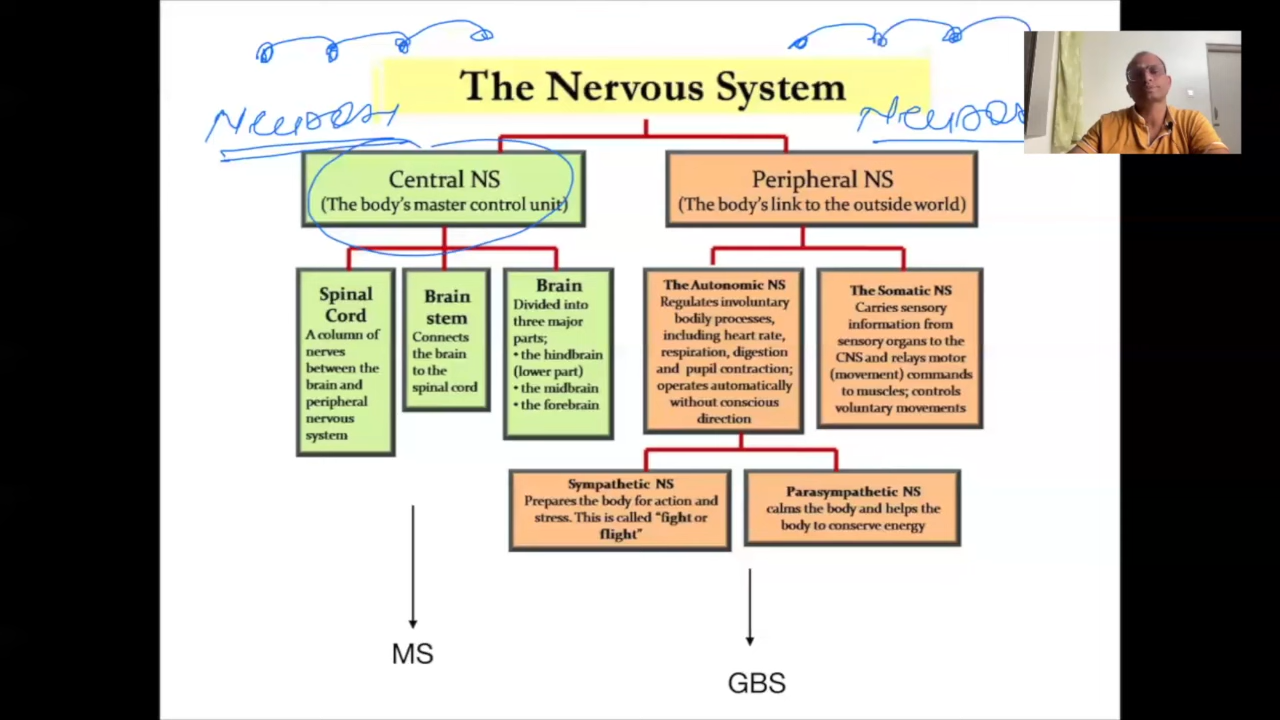 The Nervous System
Neuron
Neuron
Central NS
(The body's master control unit)
Peripheral NS
(The body's link to the outside world)
Spinal
Cord
A column of
nerves
between the
brain and
peripheral
nervous
system
Brain
stem
Connects
the brain
to the
spinal cord
Brain
Divided into
three major
parts;
• the hindbrain
(lower part)
• the midbrain
• the forebrain
The Autonomic NS
Regulates involuntary
bodily processes,
including heart rate,
respiration, digestion
and pupil contraction;
operates automatically
without conscious
direction
The Somatic NS
Carries sensory
information from
sensory organs to the
CNS and relays motor
(movement) commands
to muscles; controls
voluntary movements
Sympathetic NS
Prepares the body for action and
stress. This is called "fight or
flight"
Parasympathetic NS
calms the body and helps the
body to conserve energy
MS
GBS